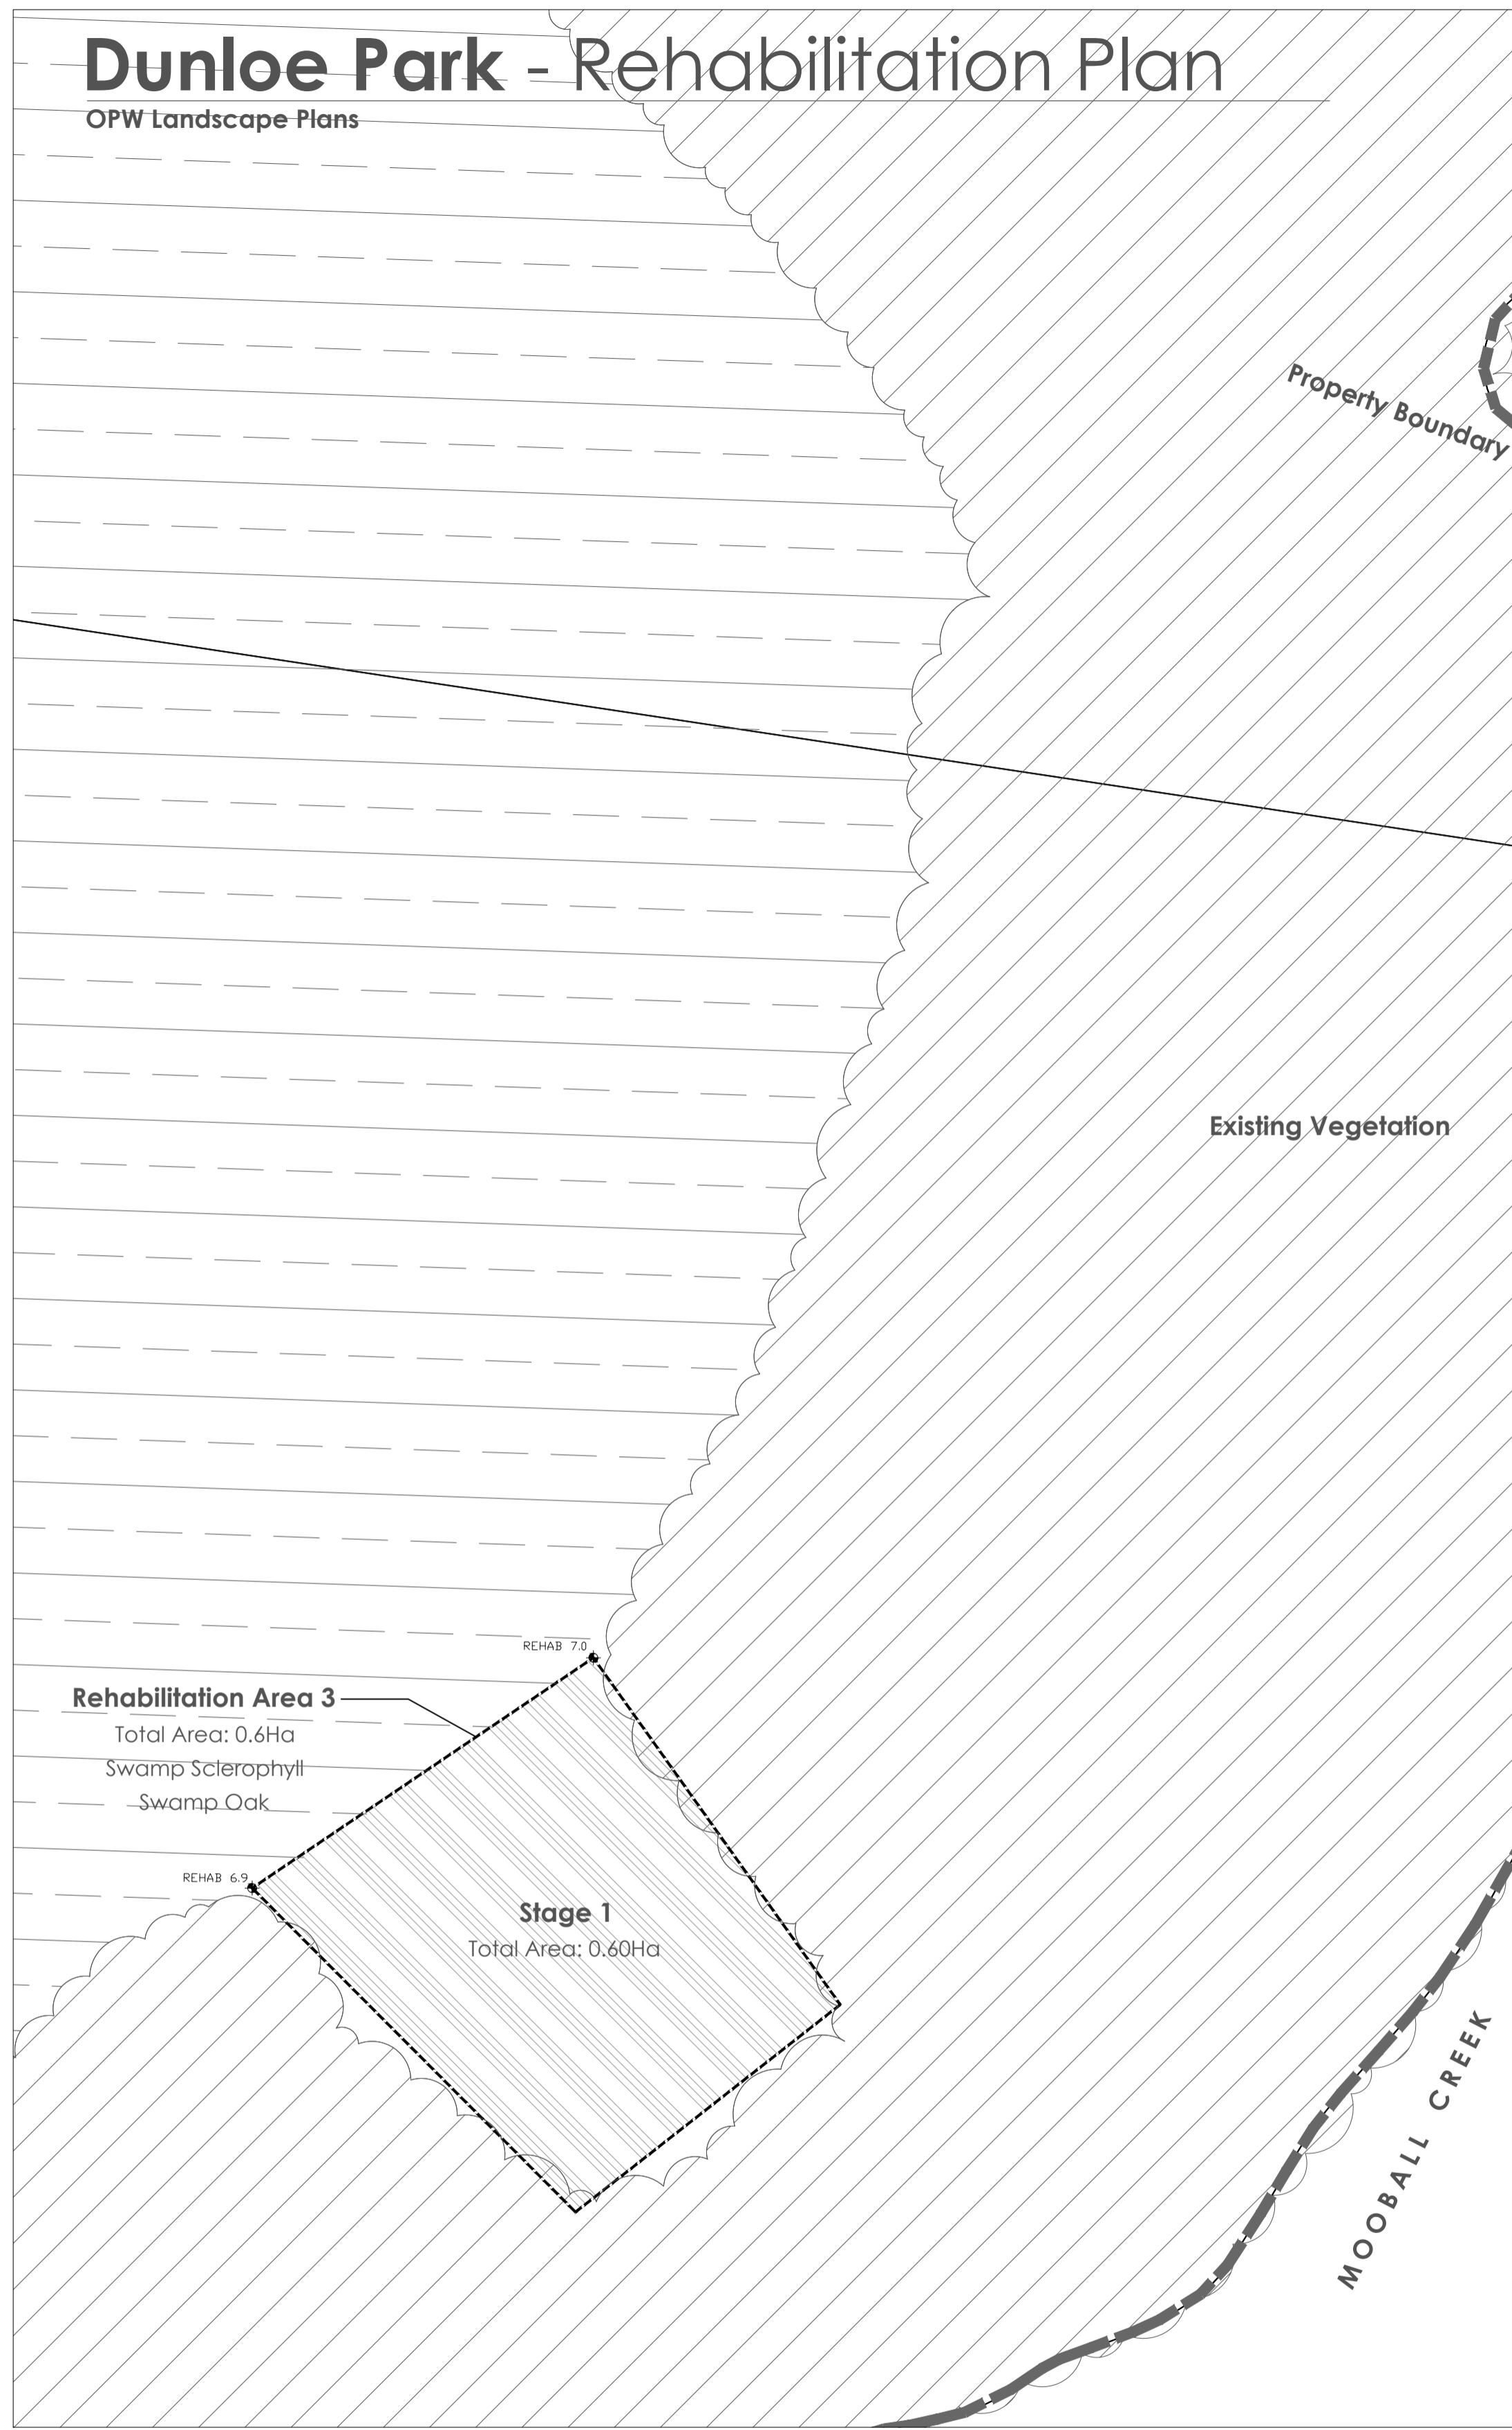 Dunloe Park - Rehabilitation Plan
OPW Landscape Plans
Property Boundary
Existing Vegetation
REHAB 7.0
Rehabilitation Area 3
Total Area: 0.6Ha
Swamp Sclerophyll
Swamp Oak
REHAB 6.9
Stage 1
Total Area: 0.60Ha
MOOBALL CREEK